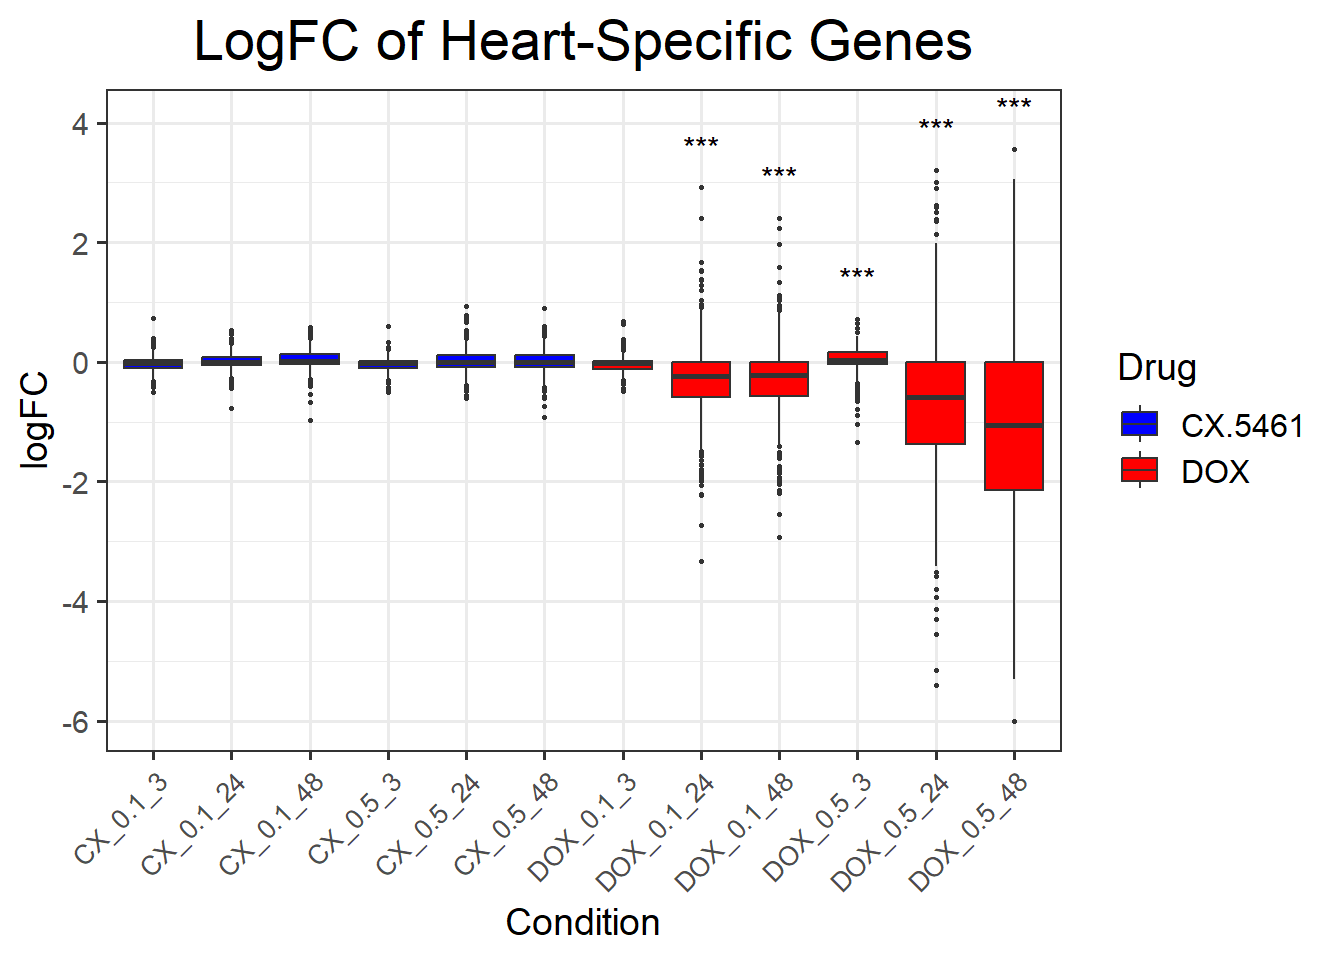 LogFC of Heart-Specific Genes
***
***
***
***
***
4
2
0
-2
-4
-6
logFC
CX_0.1_3
CX_0.1_24
CX_0.1_48
CX_0.5_3
CX_0.5_24
CX_0.5_48
DOX_0.1_3
DOX_0.1_24
DOX_0.1_48
DOX_0.5_3
DOX_0.5_24
DOX_0.5_48
Condition
Drug
CX.5461
DOX